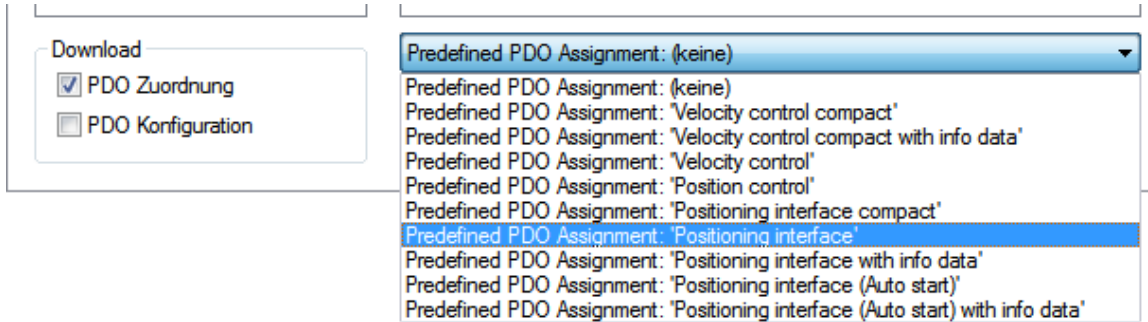 Download
PDO Zuordnung
PDO Konfiguration
Predefined PDO Assignment: (keine)
Predefined PDO Assignment: (keine)
Predefined PDO Assignment: 'Velocity control compact'
Predefined PDO Assignment: 'Velocity control compact with info data'
Predefined PDO Assignment: 'Velocity control'
Predefined PDO Assignment: 'Position control'
Predefined PDO Assignment: 'Positioning interface compact'
Predefined PDO Assignment: 'Positioning interface'
Predefined PDO Assignment: 'Positioning interface with info data'
Predefined PDO Assignment: 'Positioning interface (Auto start)'
Predefined PDO Assignment: 'Positioning interface (Auto start) with info data'